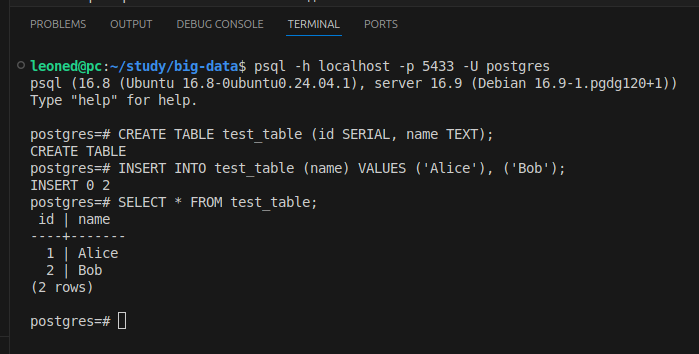 PROBLEMS OUTPUT DEBUG CONSOLE TERMINAL PORTS
leoned@pc:~/study/big-data$ psql -h localhost -p 5433 -U postgres
psql (16.8 (Ubuntu 16.8-0ubuntu0.24.04.1), server 16.9 (Debian 16.9-1.pgdg120+1))
Type "help" for help.
postgres=# CREATE TABLE test_table (id SERIAL, name TEXT);
CREATE TABLE
postgres=# INSERT INTO test_table (name) VALUES ('Alice'), ('Bob');
INSERT 0 2
postgres=# SELECT * FROM test_table;
 id | name
----+-------
  1 | Alice
  2 | Bob
(2 rows)
postgres=#